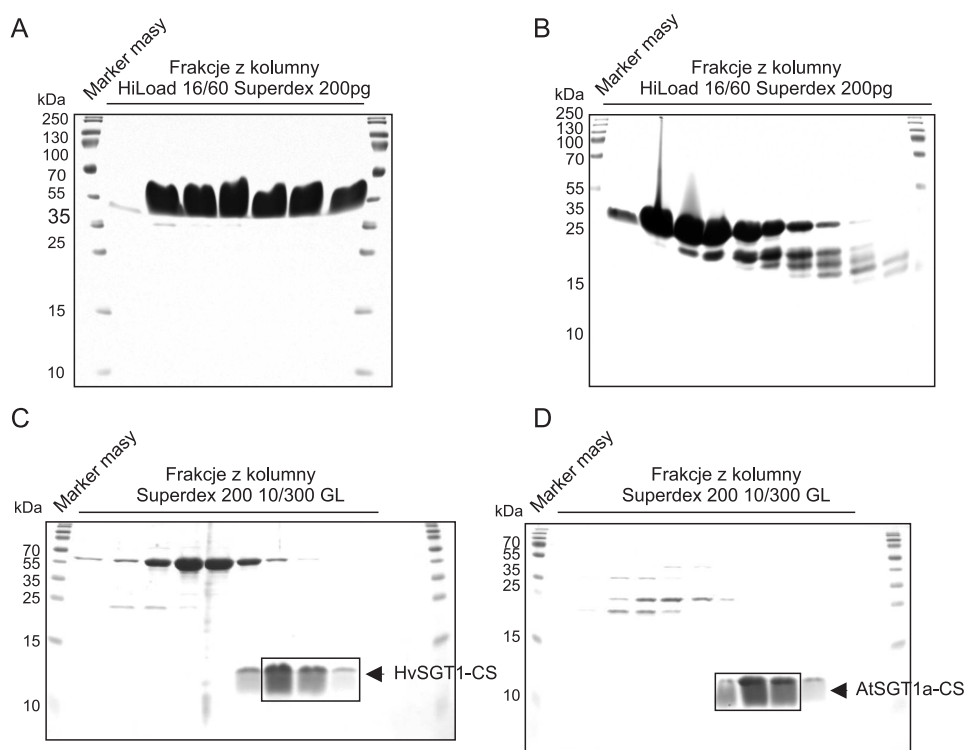 A
Marker masy
Frakcje z kolumny
HiLoad 16/60 Superdex 200pg
kDa
250
130
100
70
55
35
25
15
10
B
Marker masy
Frakcje z kolumny
HiLoad 16/60 Superdex 200pg
kDa
250
130
100
70
55
35
25
15
10
C
Marker masy
Frakcje z kolumny
Superdex 200 10/300 GL
kDa
70
55
35
25
15
10
HvSGT1-CS
D
Marker masy
Frakcje z kolumny
Superdex 200 10/300 GL
kDa
70
55
35
25
15
10
AtSGT1a-CS